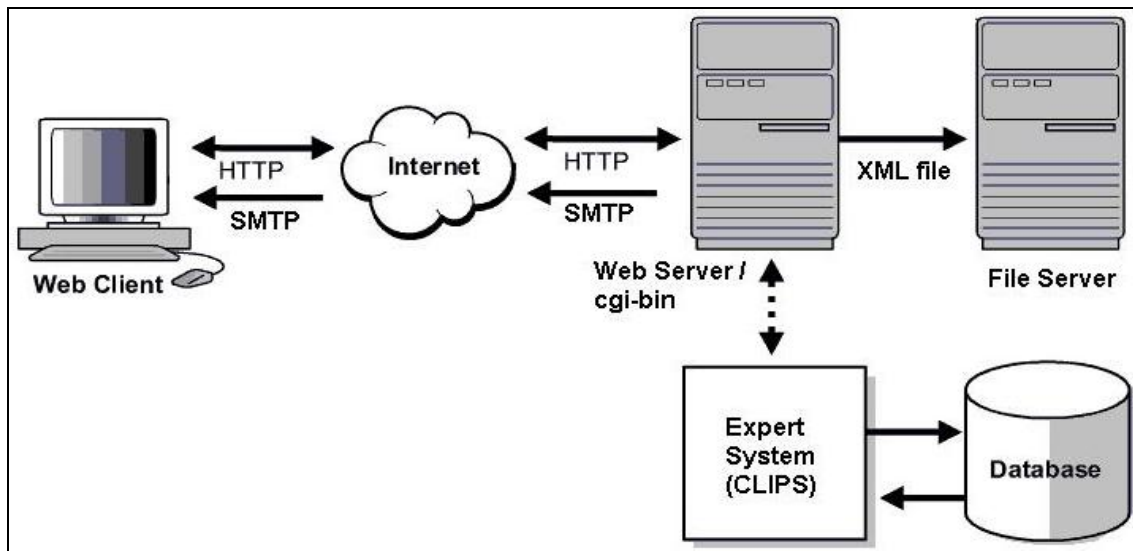 HTTP
SMTP
Internet
HTTP
SMTP
XML file
Web Client
Web Server /
cgi-bin
File Server
Expert
System
(CLIPS)
Database